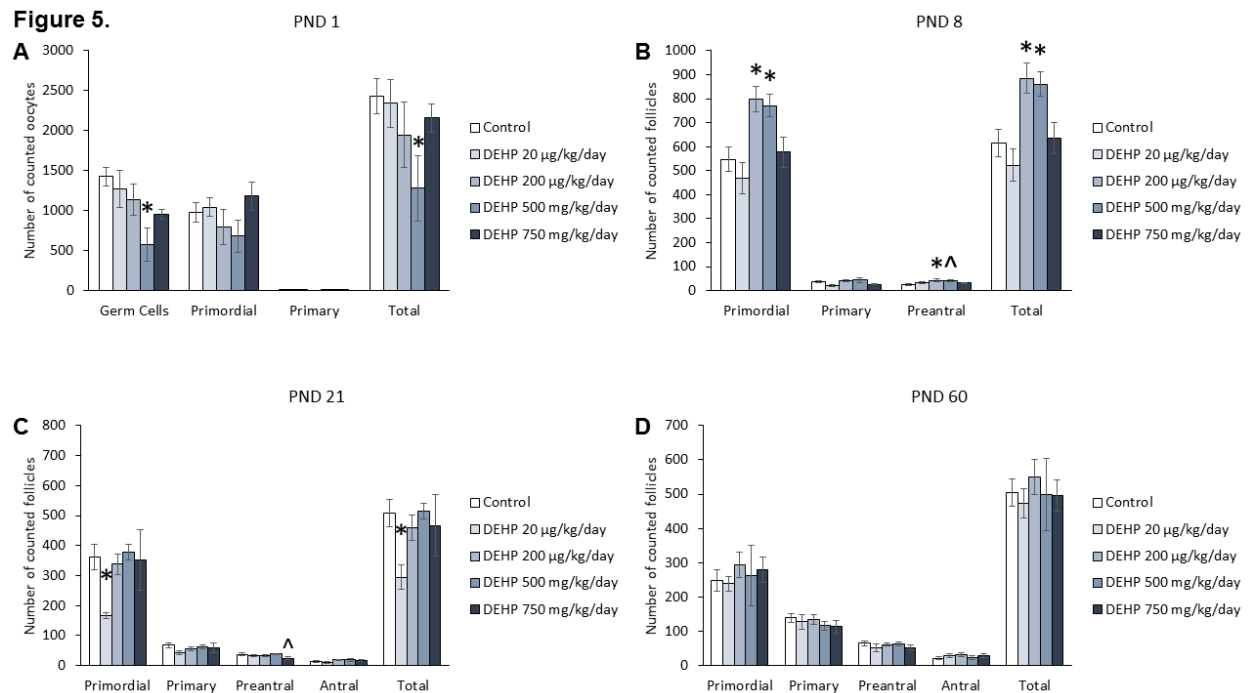 Figure 5.
PND 1
A
Number of counted oocytes
3000
2500
2000
1500
1000
500
0
*
*
Germ Cells
Primordial
Primary
Total
Control
DEHP 20 µg/kg/day
DEHP 200 µg/kg/day
DEHP 500 mg/kg/day
DEHP 750 mg/kg/day
PND 8
B
Number of counted follicles
1000
900
800
700
600
500
400
300
200
100
0
* *
*^
* *
Primordial
Primary
Preantral
Total
Control
DEHP 20 µg/kg/day
DEHP 200 µg/kg/day
DEHP 500 mg/kg/day
DEHP 750 mg/kg/day
PND 21
C
Number of counted follicles
800
700
600
500
400
300
200
100
0
*
^
*
Primordial
Primary
Preantral
Antral
Total
Control
DEHP 20 µg/kg/day
DEHP 200 µg/kg/day
DEHP 500 mg/kg/day
DEHP 750 mg/kg/day
PND 60
D
Number of counted follicles
700
600
500
400
300
200
100
0
Primordial
Primary
Preantral
Antral
Total
Control
DEHP 20 µg/kg/day
DEHP 200 µg/kg/day
DEHP 500 mg/kg/day
DEHP 750 mg/kg/day